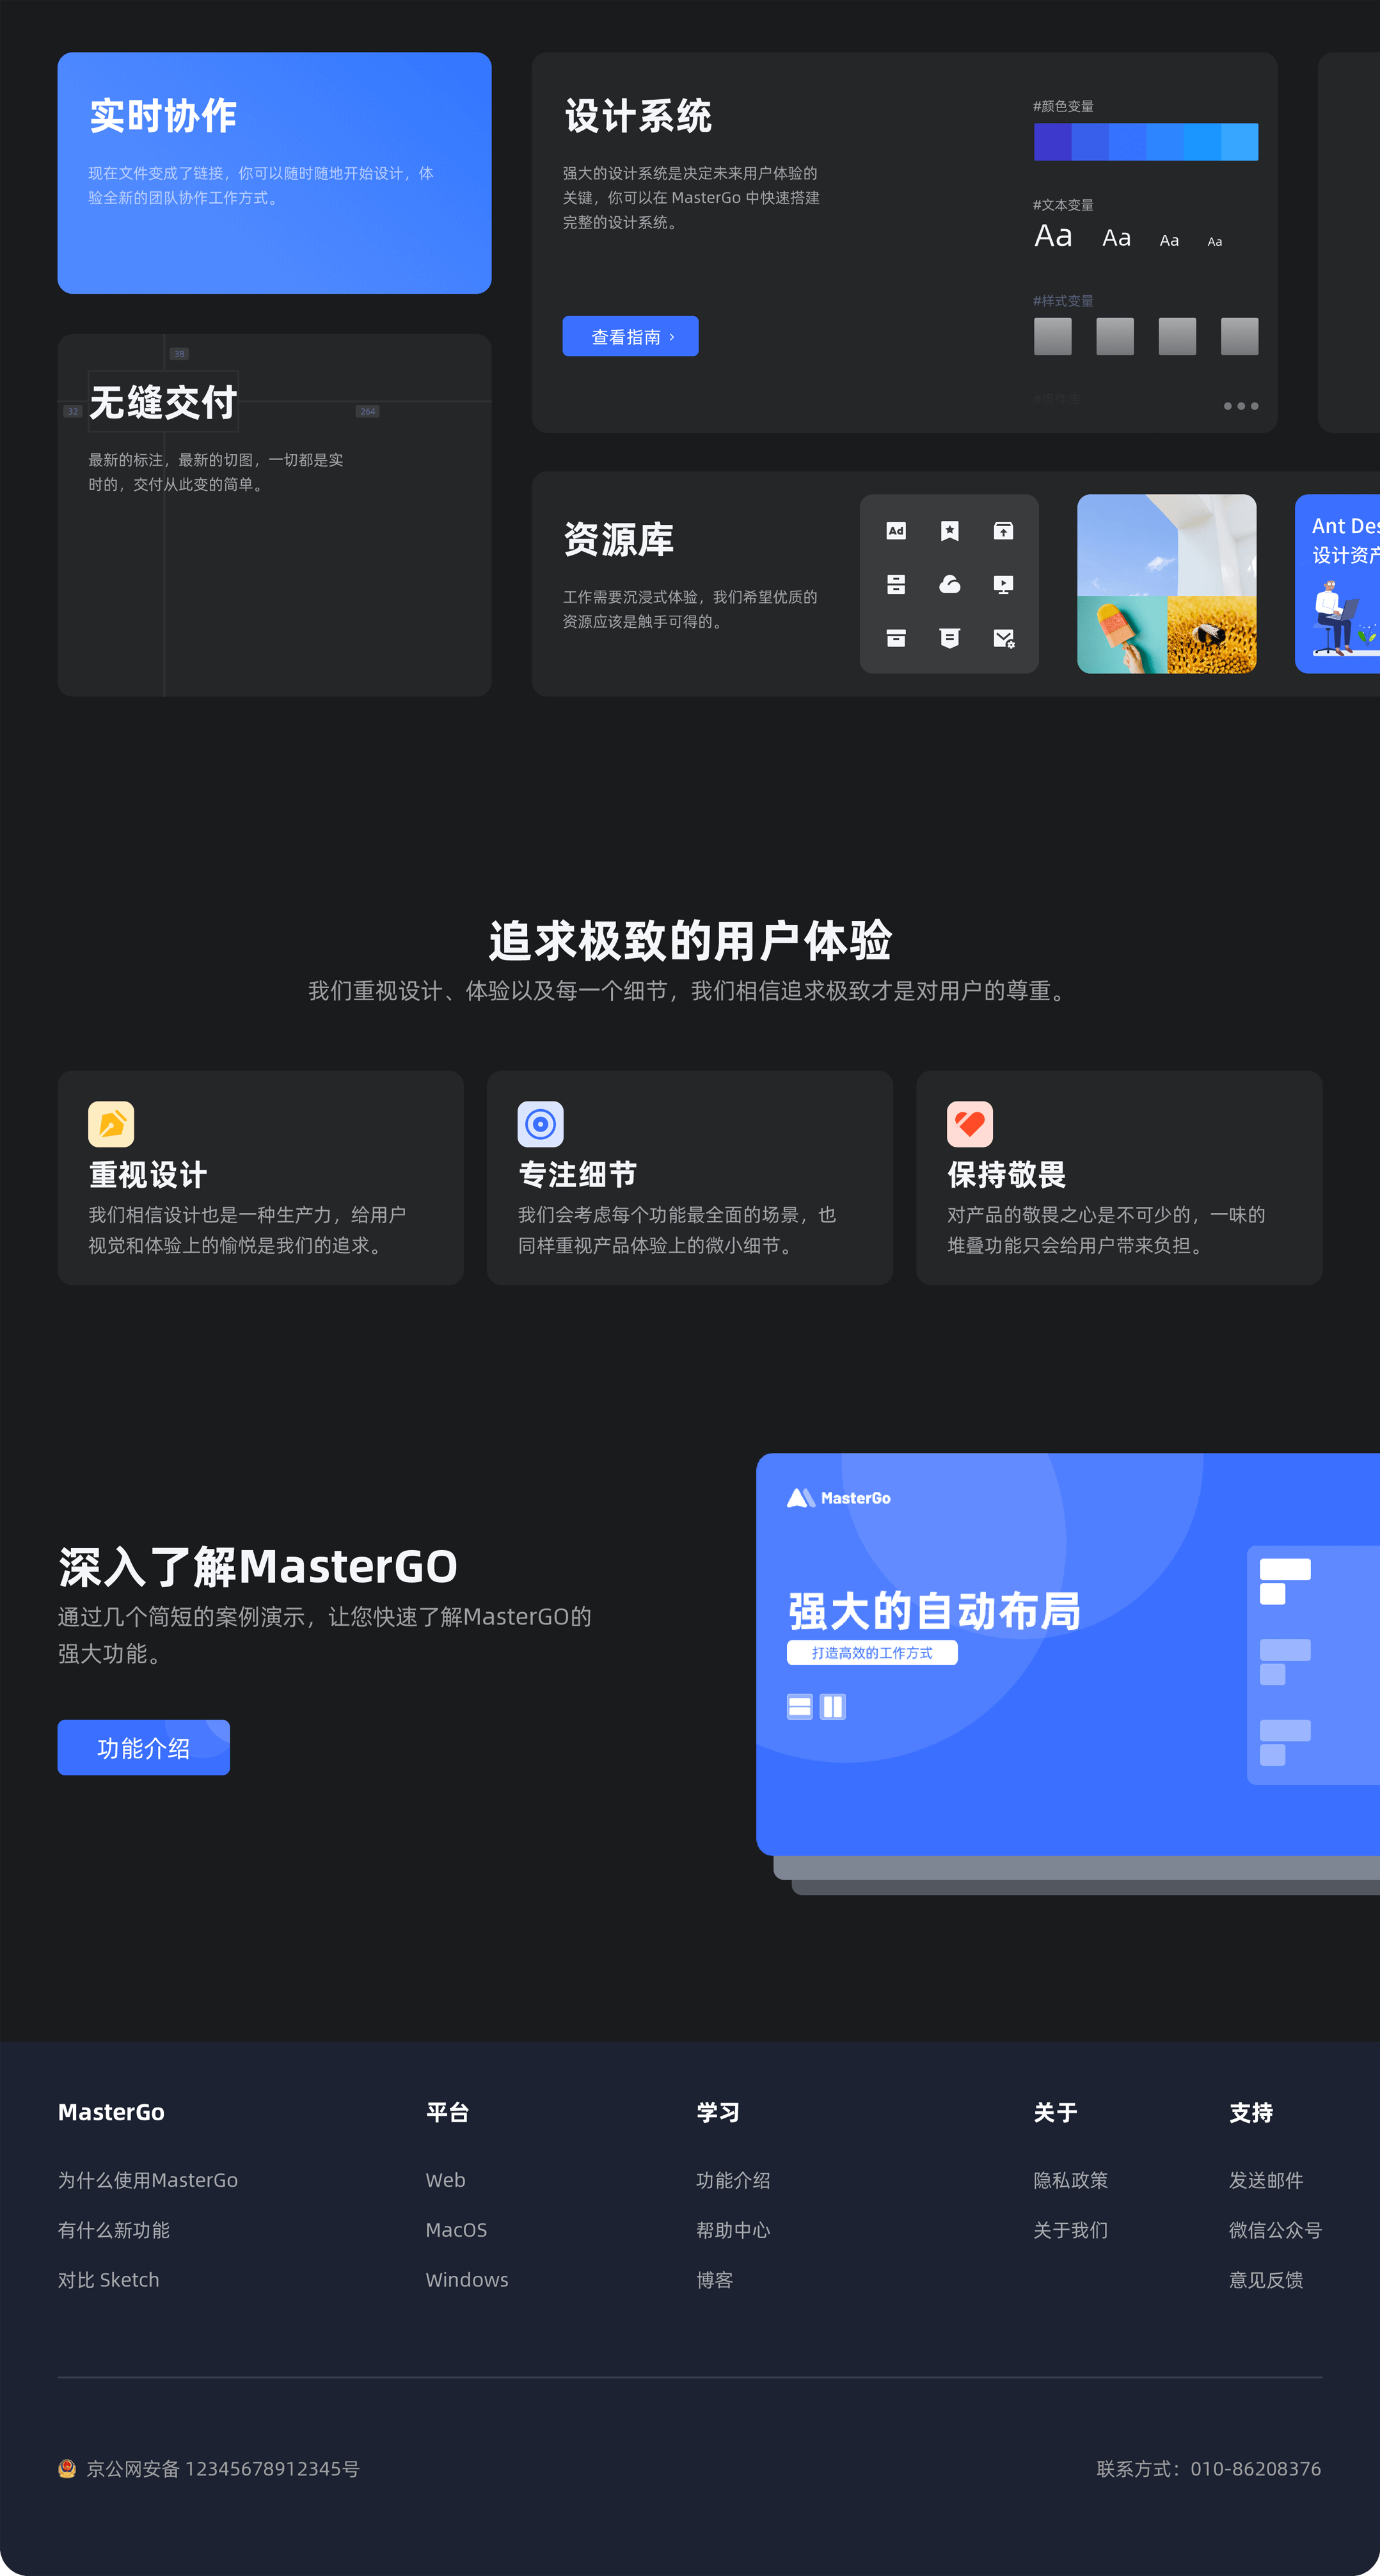 实时协作
现在文件变成了链接，你可以随时随地开始设计，体
验全新的团队协作工作方式。
设计系统
强大的设计系统是决定未来用户体验的
关键，你可以在 MasterGo 中快速搭建
完整的设计系统。
查看指南 ›
#颜色变量
#文本变量
Aa Aa Aa Aa
#样式变量
#组件库
38
32
无缝交付
264
最新的标注，最新的切图，一切都是实
时的，交付从此变的简单。
资源库
工作需要沉浸式体验，我们希望优质的
资源应该是触手可得的。
Ad
Ant Des
设计资产
追求极致的用户体验
我们重视设计、体验以及每一个细节，我们相信追求极致才是对用户的尊重。
重视设计
我们相信设计也是一种生产力，给用户
视觉和体验上的愉悦是我们的追求。
专注细节
我们会考虑每个功能最全面的场景，也
同样重视产品体验上的微小细节。
保持敬畏
对产品的敬畏之心是不可少的，一味的
堆叠功能只会给用户带来负担。
深入了解MasterGO
通过几个简短的案例演示，让您快速了解MasterGO的
强大功能。
功能介绍
MasterGo
强大的自动布局
打造高效的工作方式
MasterGo
为什么使用MasterGo
有什么新功能
对比 Sketch
平台
Web
MacOS
Windows
学习
功能介绍
帮助中心
博客
关于
隐私政策
关于我们
支持
发送邮件
微信公众号
意见反馈
京公网安备 12345678912345号
联系方式：010-86208376